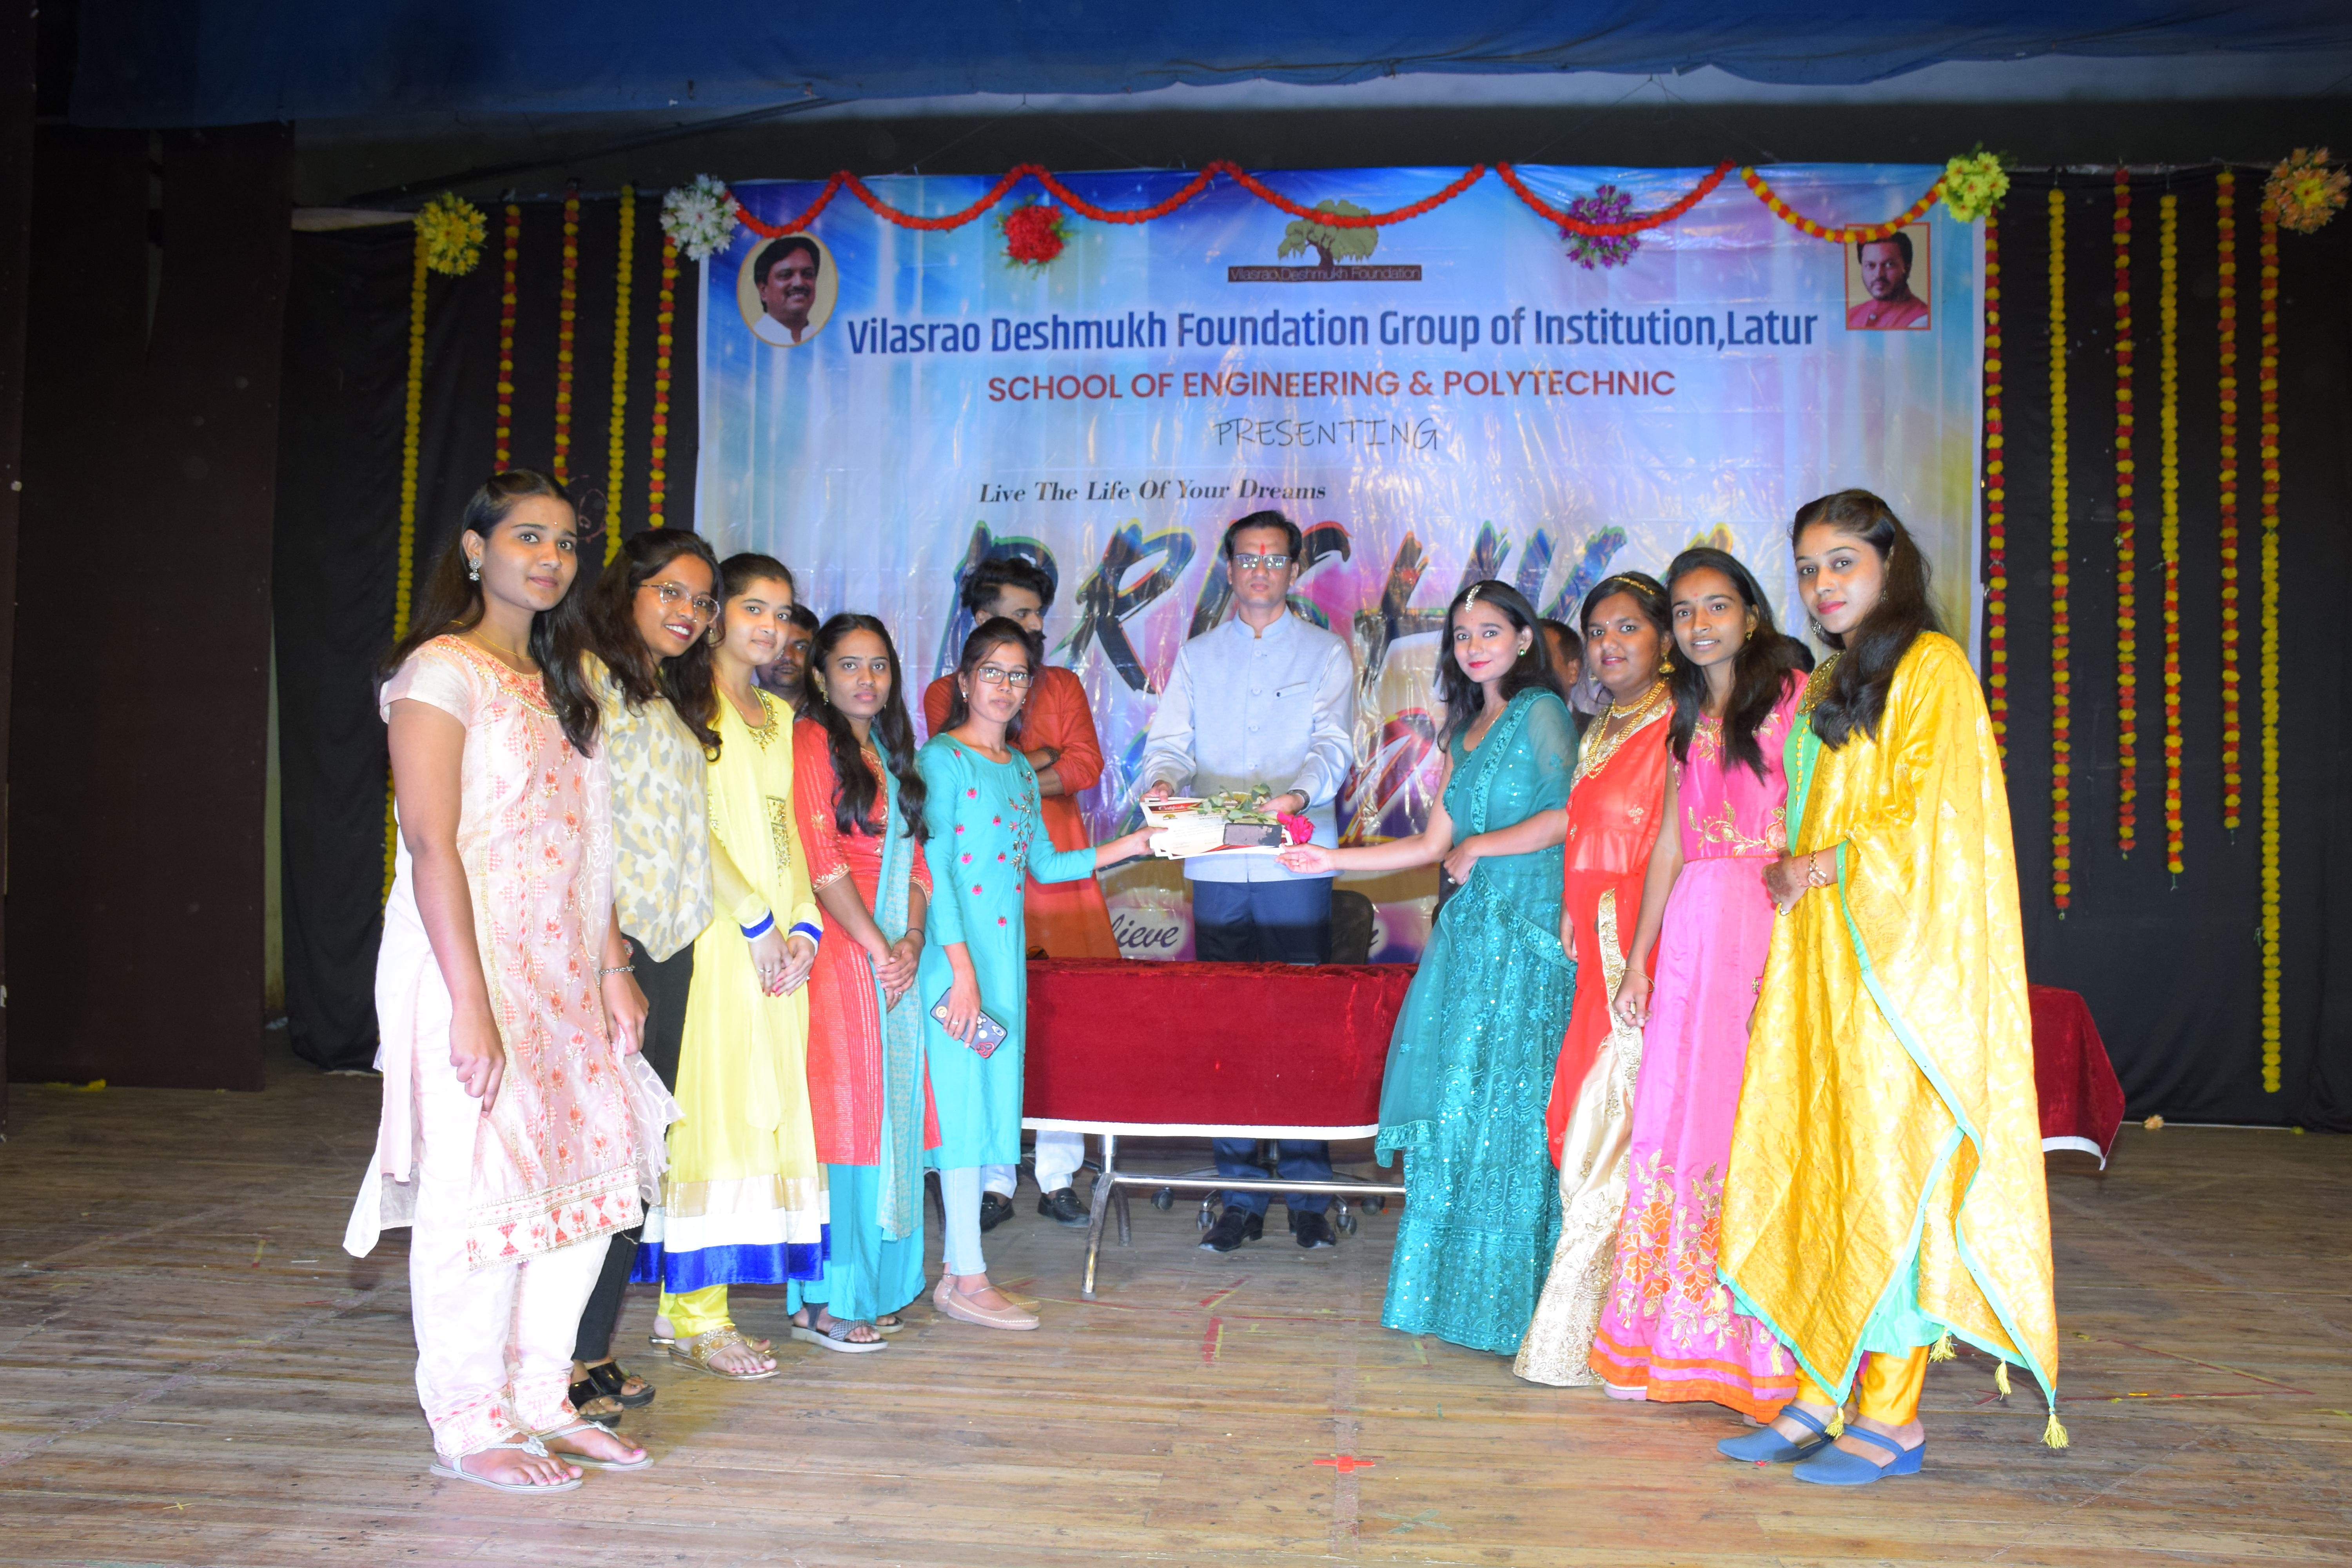 Vilasrao Deshmukh Foundation
Vilasrao Deshmukh Foundation Group of Institution,Latur
SCHOOL OF ENGINEERING & POLYTECHNIC
PRESENTING
Live The Life Of Your Dreams